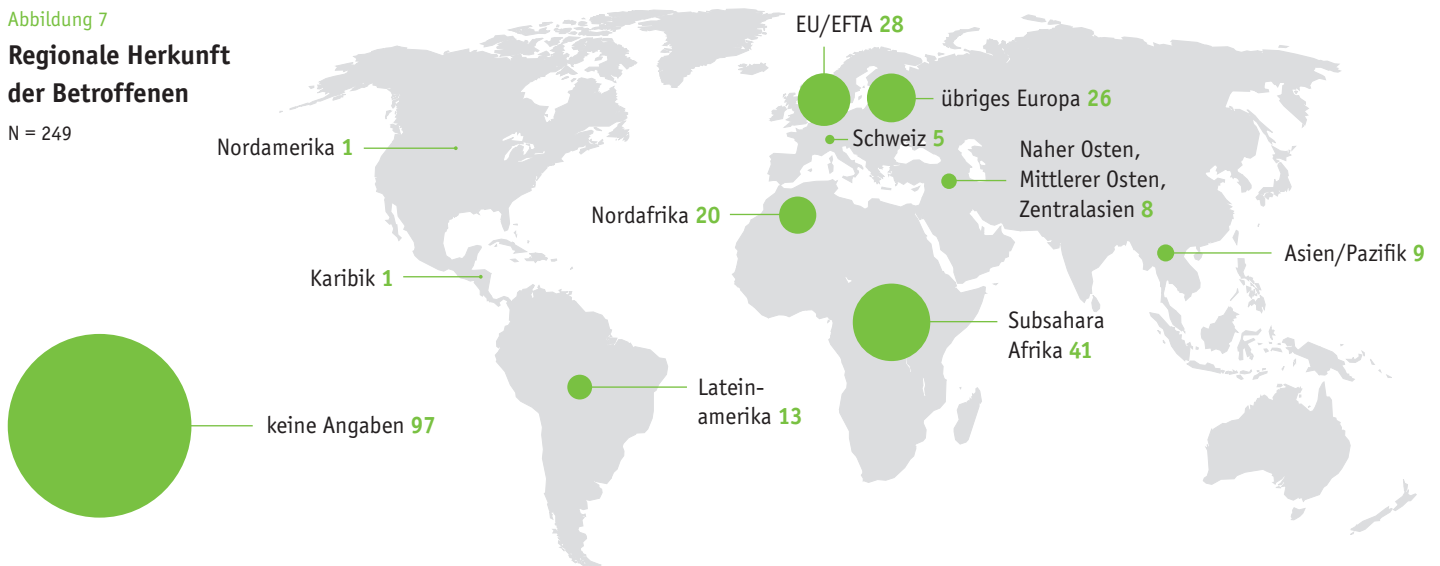 Abbildung 7
Regionale Herkunft
der Betroffenen
N = 249
EU/EFTA 28
übriges Europa 26
Schweiz 5
Nordamerika 1
Naher Osten,
Mittlerer Osten,
Zentralasien 8
Nordafrika 20
Asien/Pazifik 9
Karibik 1
Subsahara
Afrika 41
Latein-
amerika 13
keine Angaben 97